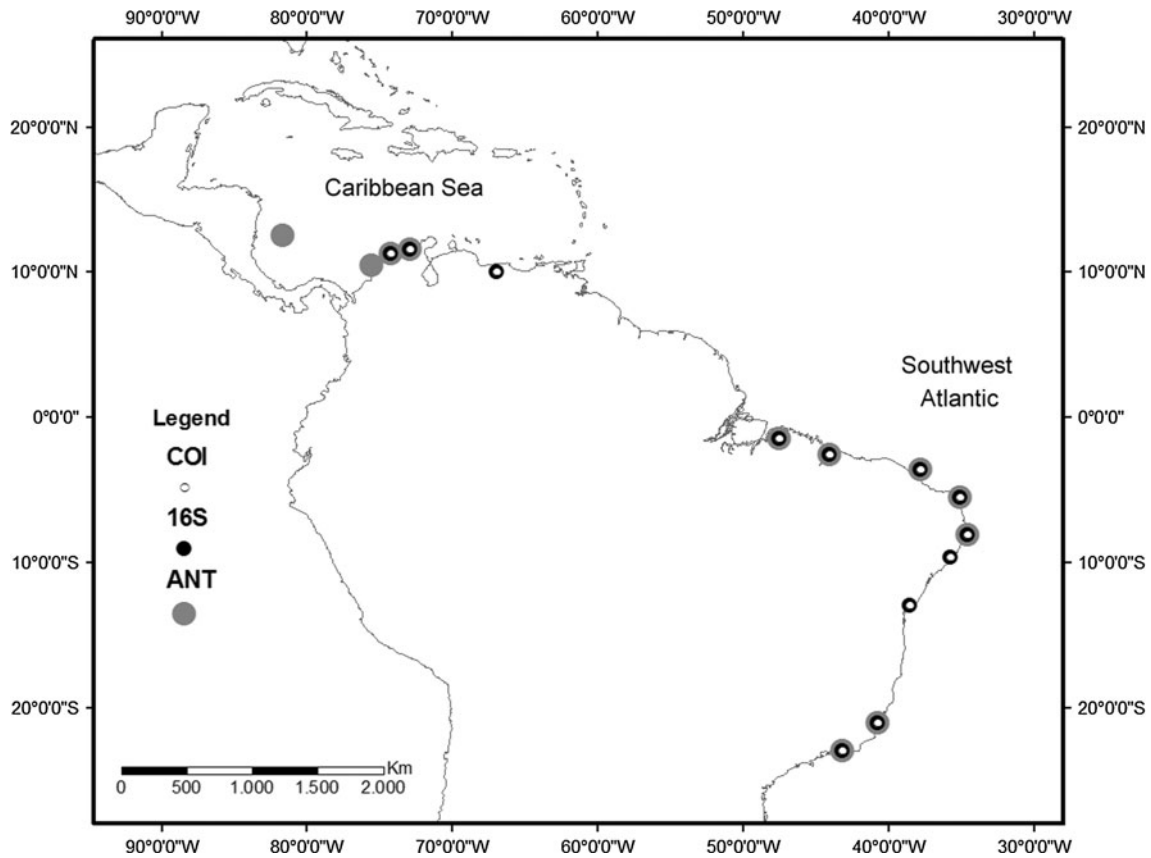 90°0'0"W 80°0'0"W 70°0'0"W 60°0'0"W 50°0'0"W 40°0'0"W 30°0'0"W
20°0'0"N 20°0'0"N
Caribbean Sea
10°0'0"N 10°0'0"N
Southwest
Atlantic
0°0'0" 0°0'0"
Legend
COI
16S
ANT
10°0'0"S 10°0'0"S
20°0'0"S 20°0'0"S
Km
0 500 1.000 1.500 2.000
90°0'0"W 80°0'0"W 70°0'0"W 60°0'0"W 50°0'0"W 40°0'0"W 30°0'0"W